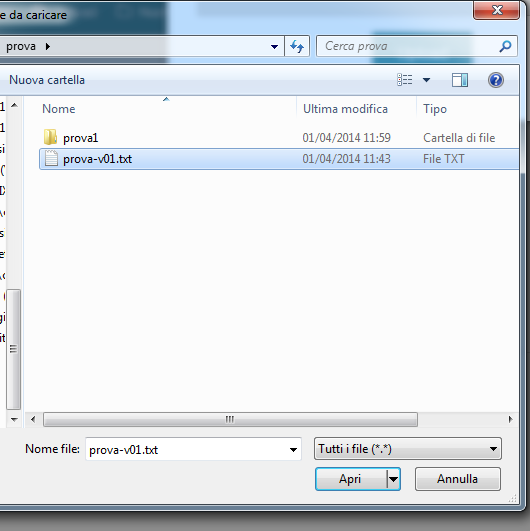 e da caricare
prova
Cerca prova
Nuova cartella
Nome Ultima modifica Tipo
prova1 01/04/2014 11:59 Cartella di file
prova-v01.txt 01/04/2014 11:43 File TXT
Nome file: prova-v01.txt Tutti i file (*.*)
Apri Annulla